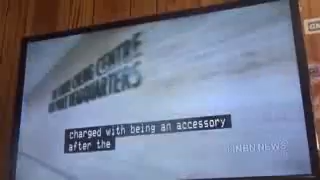 CENTRE
HEADQUARTERS
charged with being an accessory
after the
NBN NEWS